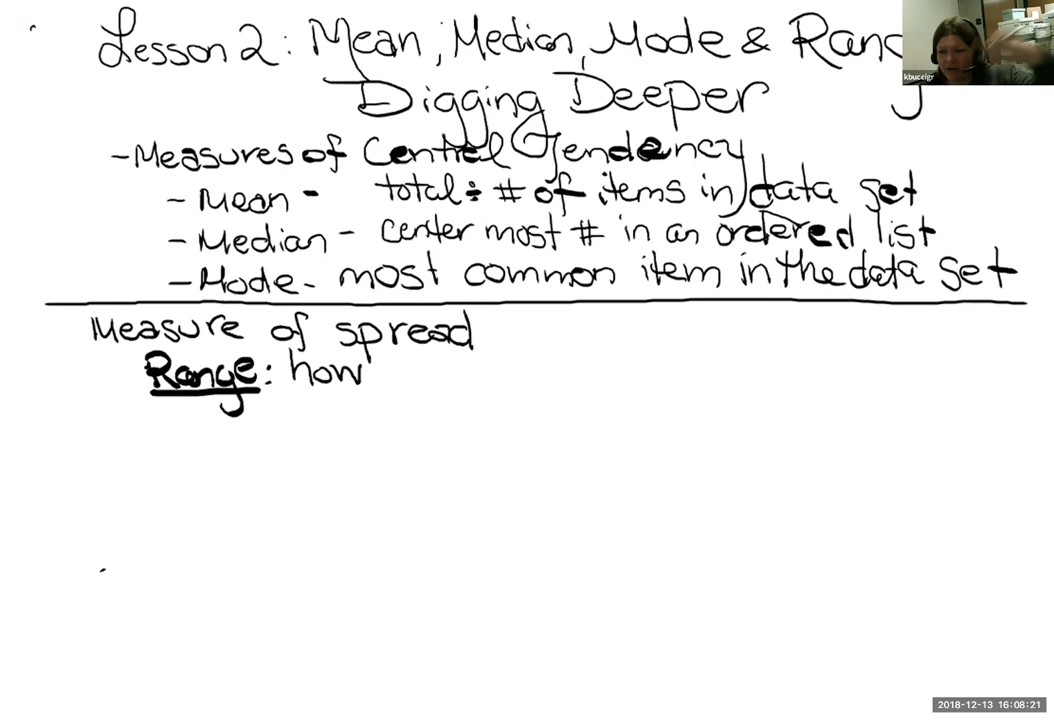 Lesson 2: Mean, Median, Mode & Rang
Digging Deeper
- Measures of Central Tendency
- Mean - total ÷ # of items in data set
- Median - center most # in an ordered list
- Mode - most common item in the data set
Measure of spread
Range: how
kbuccigr
2018-12-13 16:08:21